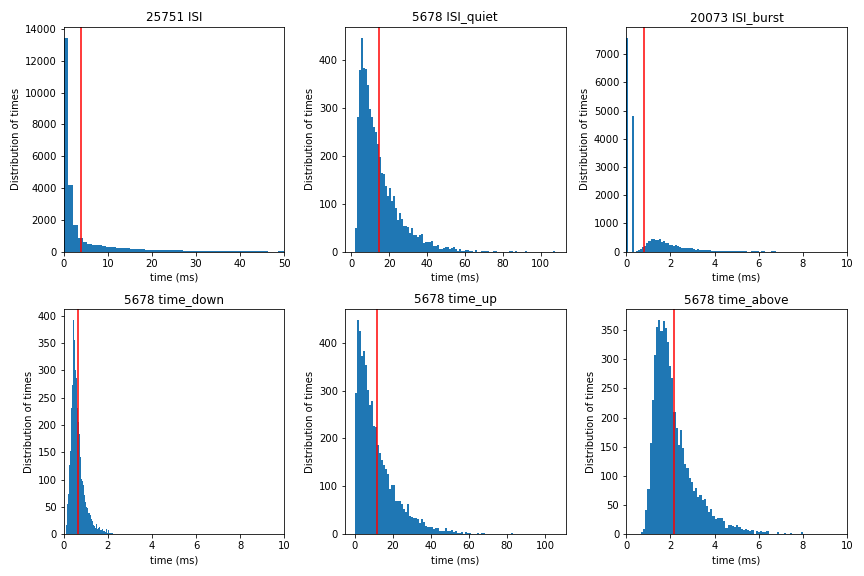 25751 ISI
Distribution of times
14000
12000
10000
8000
6000
4000
2000
0
0 10 20 30 40 50
time (ms)
5678 ISI_quiet
Distribution of times
400
300
200
100
0
0 20 40 60 80 100
time (ms)
20073 ISI_burst
Distribution of times
7000
6000
5000
4000
3000
2000
1000
0
0 2 4 6 8 10
time (ms)
5678 time_down
Distribution of times
400
350
300
250
200
150
100
50
0
0 2 4 6 8 10
time (ms)
5678 time_up
Distribution of times
400
300
200
100
0
0 20 40 60 80 100
time (ms)
5678 time_above
Distribution of times
350
300
250
200
150
100
50
0
0 2 4 6 8 10
time (ms)